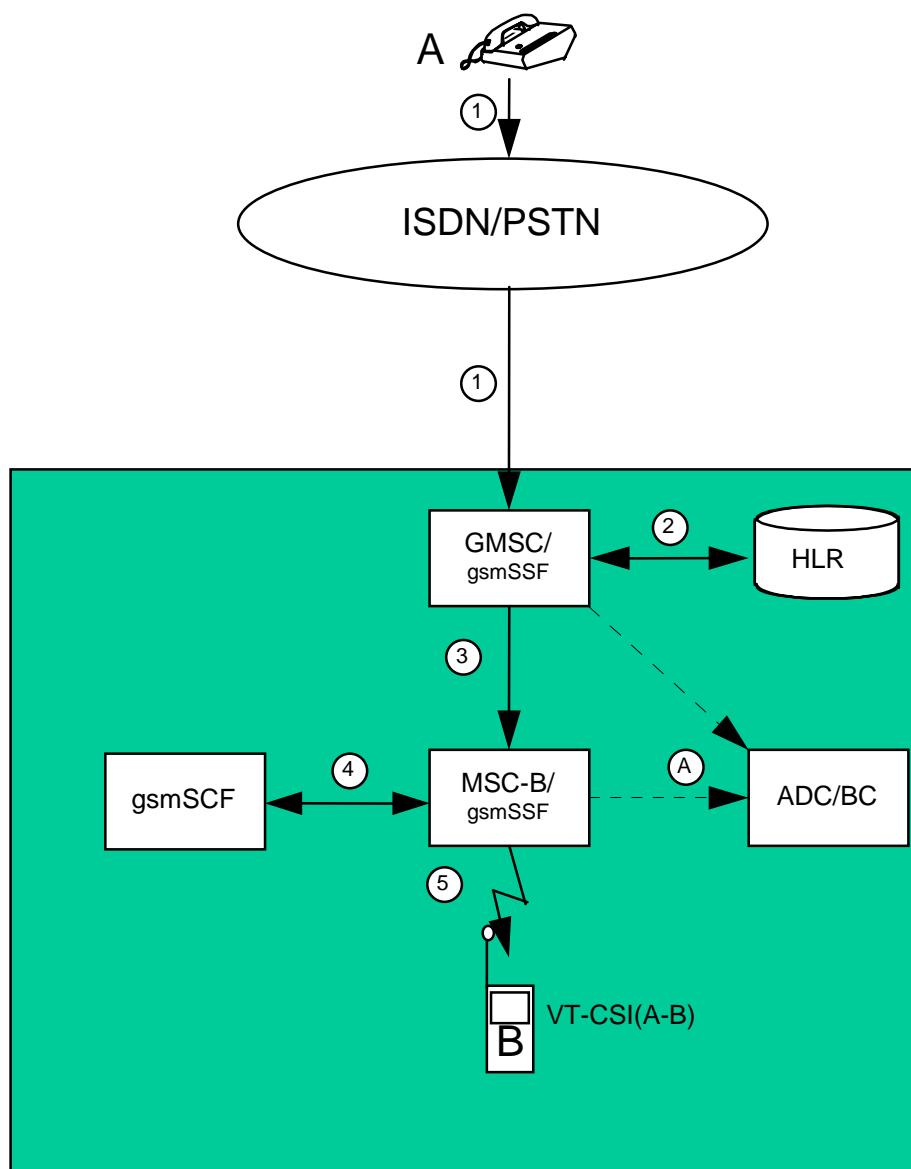 A
1
ISDN/PSTN
1
GMSC/
gsmSSF
2
HLR
3
gsmSCF
4
MSC-B/
gsmSSF
A
ADC/BC
5
VT-CSI(A-B)
B